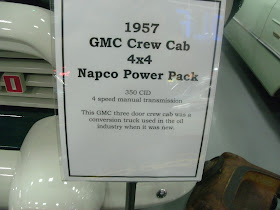 1957
GMC Crew Cab
4x4
Napco Power Pack
350 CID
4 speed manual transmission
This GMC three door crew cab was a
conversion truck used in the oil
industry when it was new.